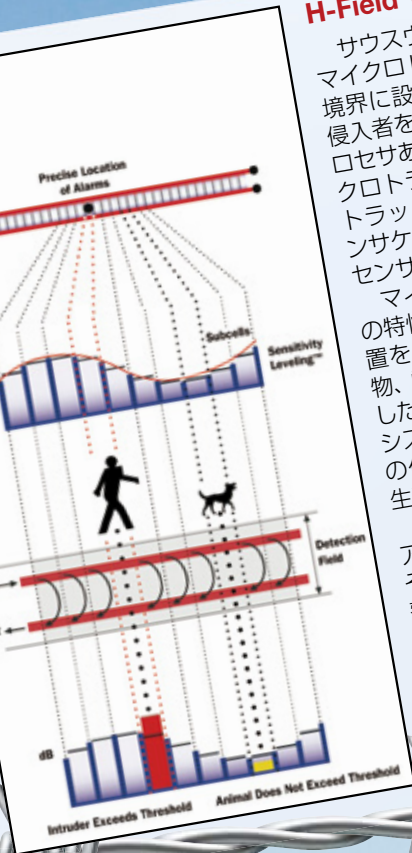 Precise Location
of Alarms
Subcells
Sensitivity
Leveling™
Detection
Field
dB
Intruder Exceeds Threshold
Animal Does Not Exceed Threshold
H-Field
サウスウ
マイクロ
境界に設
侵入者を
ロセサあ
クロトラ
トラッ
ンサケ
センサ
マイ
の特性
置を
物、
した
シス
の
生